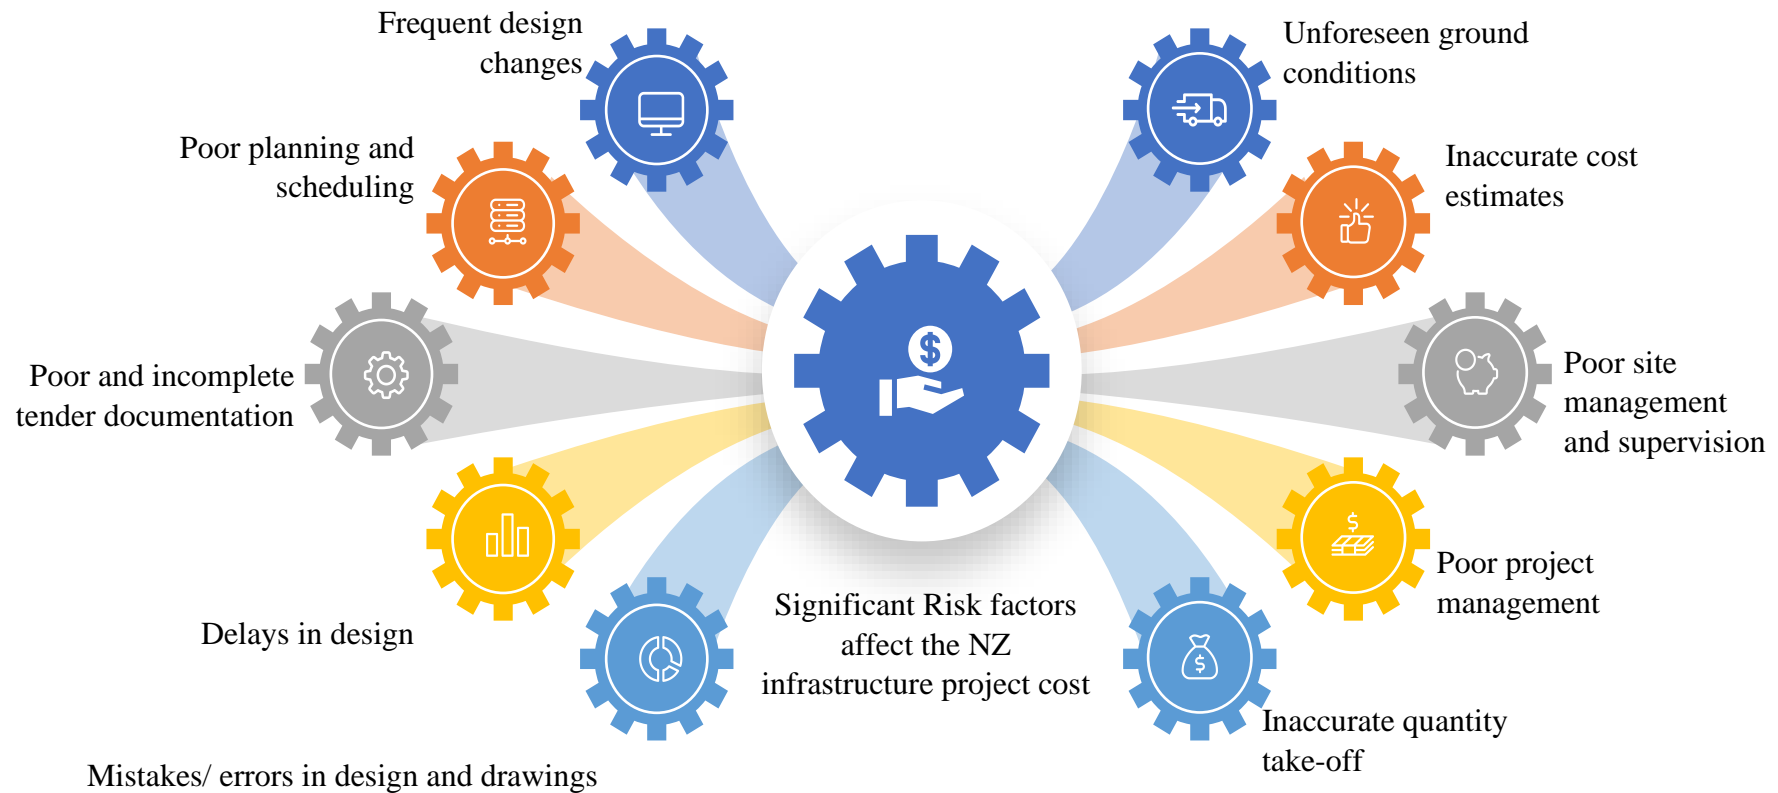 Frequent design
changes
Poor planning and
scheduling
Poor and incomplete
tender documentation
Delays in design
Mistakes/ errors in design and drawings
$
Significant Risk factors
affect the NZ
infrastructure project cost
Unforeseen ground
conditions
Inaccurate cost
estimates
Poor site
management
and supervision
$
Poor project
management
$
Inaccurate quantity
take-off